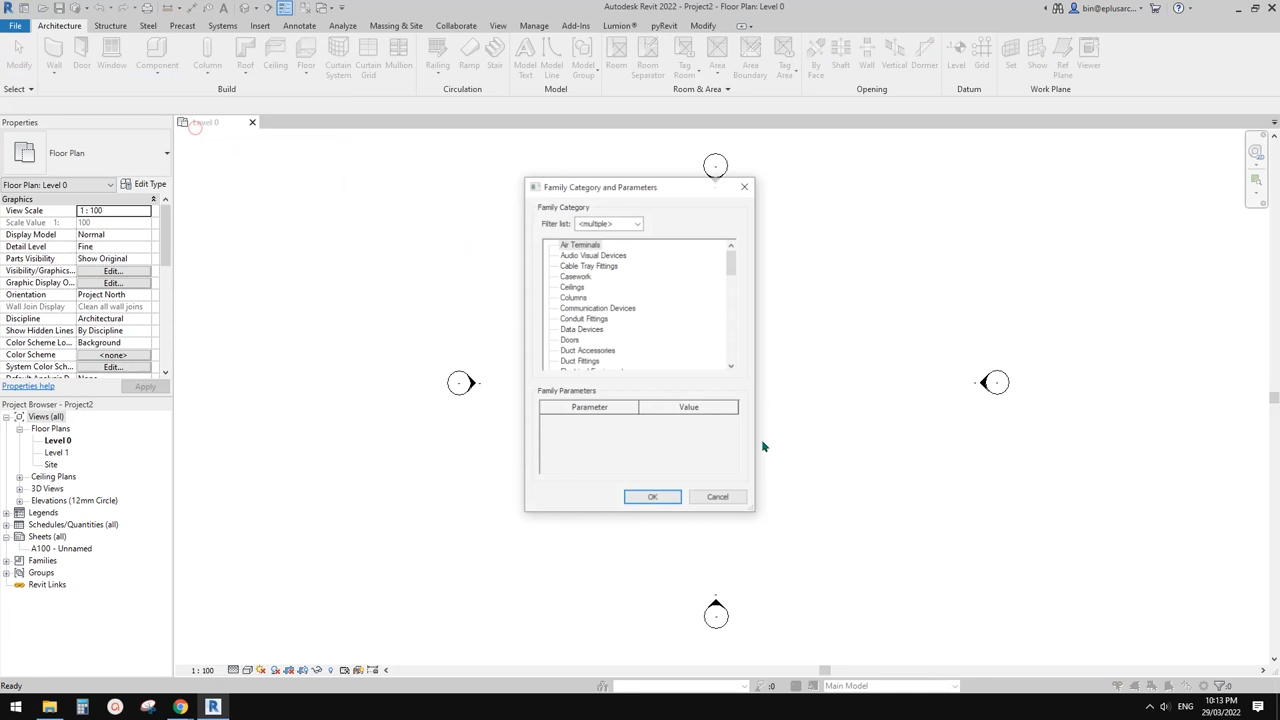 Autodesk Revit 2022 - Project2 - Floor Plan: Level 0
bin@eplusarc...
File Architecture Structure Steel Precast Systems Insert Annotate Analyze Massing & Site Collaborate View Manage Add-Ins Lumion® pyRevit Modify
Modify Wall Door Window Component Column Roof Ceiling Floor Curtain System Curtain Grid Mullion Railing Ramp Stair Model Text Model Line Model Group Room Room Separator Tag Room Area Area Boundary Tag Area By Face Shaft Wall Vertical Dormer Level Grid Set Show Ref Plane Viewer
Select Build Circulation Model Room & Area Opening Datum Work Plane
Properties
Level 0
Floor Plan
Floor Plan: Level 0 Edit Type
Graphics
View Scale 1 : 100
Scale Value 1: 100
Display Model Normal
Detail Level Fine
Parts Visibility Show Original
Visibility/Graphics... Edit...
Graphic Display O... Edit...
Orientation Project North
Wall Join Display Clean all wall joins
Discipline Architectural
Show Hidden Lines By Discipline
Color Scheme Lo... Background
Color Scheme <none>
System Color Sch... Edit...
Properties help Apply
Project Browser - Project2
Views (all)
Floor Plans
Level 0
Level 1
Site
Ceiling Plans
3D Views
Elevations (12mm Circle)
Legends
Schedules/Quantities (all)
Sheets (all)
A100 - Unnamed
Families
Groups
Revit Links
Family Category and Parameters
Family Category
Filter list: <multiple>
Air Terminals
Audio Visual Devices
Cable Tray Fittings
Casework
Ceilings
Columns
Communication Devices
Conduit Fittings
Data Devices
Doors
Duct Accessories
Duct Fittings
Family Parameters
Parameter Value
OK Cancel
1 : 100
Ready :0 Main Model :0
ENG 10:13 PM
29/03/2022